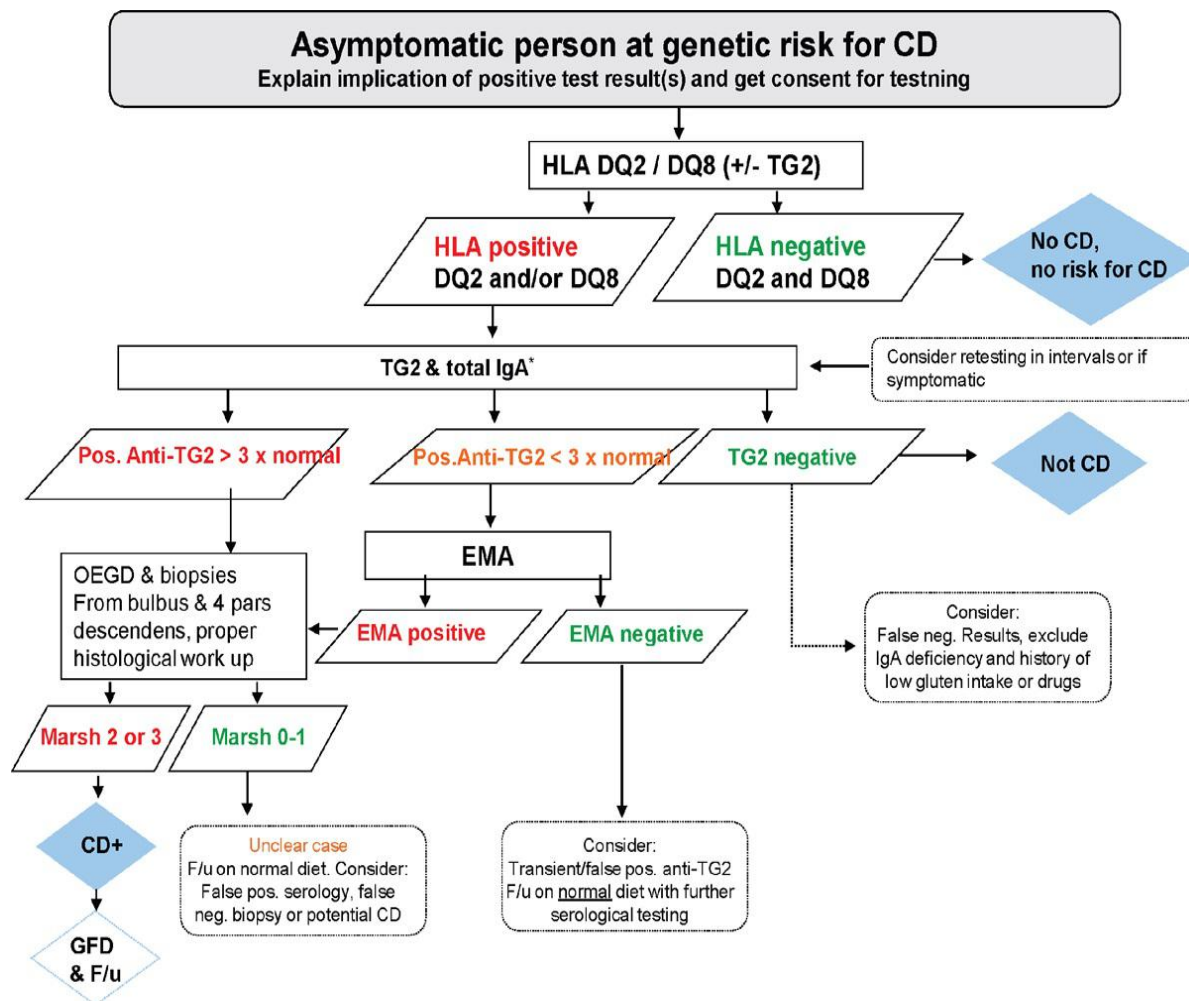 Asymptomatic person at genetic risk for CD
Explain implication of positive test result(s) and get consent for testning
HLA DQ2 / DQ8 (+/- TG2)
HLA positive
DQ2 and/or DQ8
HLA negative
DQ2 and DQ8
No CD,
no risk for CD
TG2 & total IgA*
Consider retesting in intervals or if
symptomatic
Pos. Anti-TG2 > 3 x normal
Pos.Anti-TG2 < 3 x normal
TG2 negative
Not CD
EMA
OEGD & biopsies
From bulbus & 4 pars
descendens, proper
histological work up
EMA positive
EMA negative
Consider:
False neg. Results, exclude
IgA deficiency and history of
low gluten intake or drugs
Marsh 2 or 3
Marsh 0-1
CD+
Unclear case
F/u on normal diet. Consider:
False pos. serology, false
neg. biopsy or potential CD
Consider:
Transient/false pos. anti-TG2
F/u on normal diet with further
serological testing
GFD
& F/u